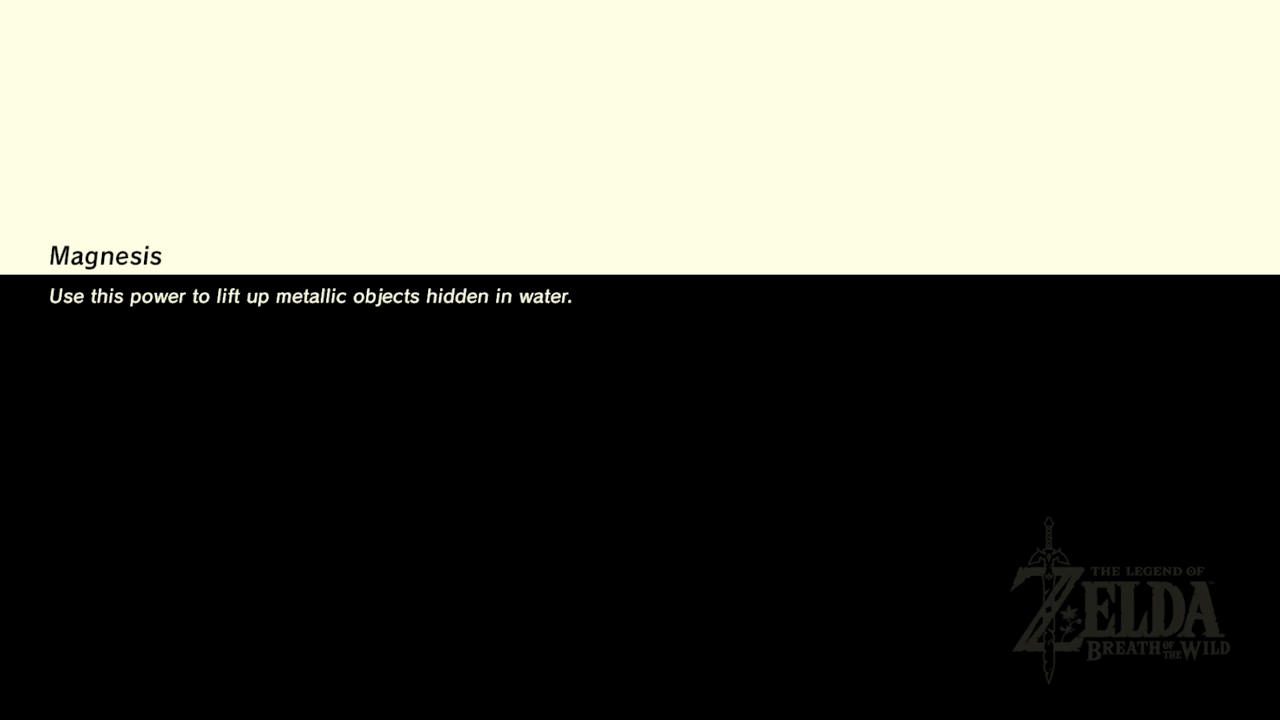 Magnesis
Use this power to lift up metallic objects hidden in water.
THE LEGEND OF
ZELDA
BREATH OF THE WILD